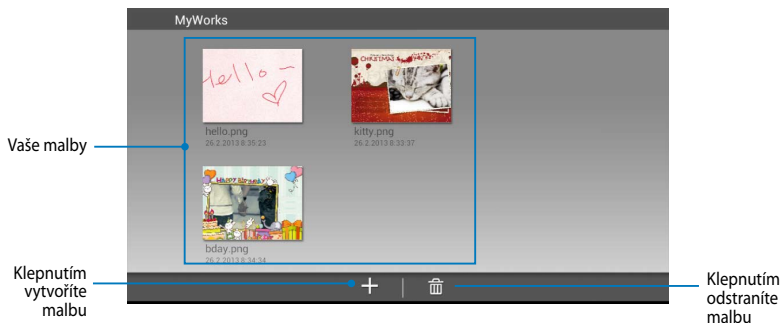 MyWorks
Hello ~
CHRISTMAS
hello.png
26.2.2013 8:35:23
kitty.png
26.2.2013 8:33:37
Vaše malby
HAPPY BIRTHDAY
bday.png
26.2.2013 8:34:34
Klepnutím
vytvoříte
malbu
Klepnutím
odstraníte
malbu